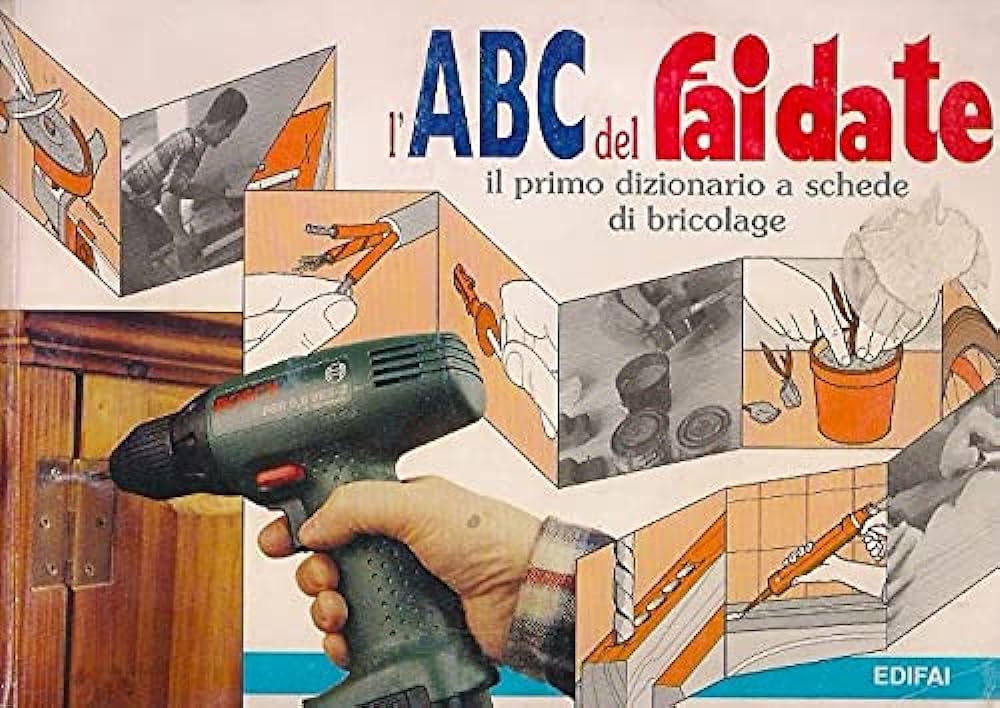 l'ABC del faidate
il primo dizionario a schede
di bricolage
EDIFAI